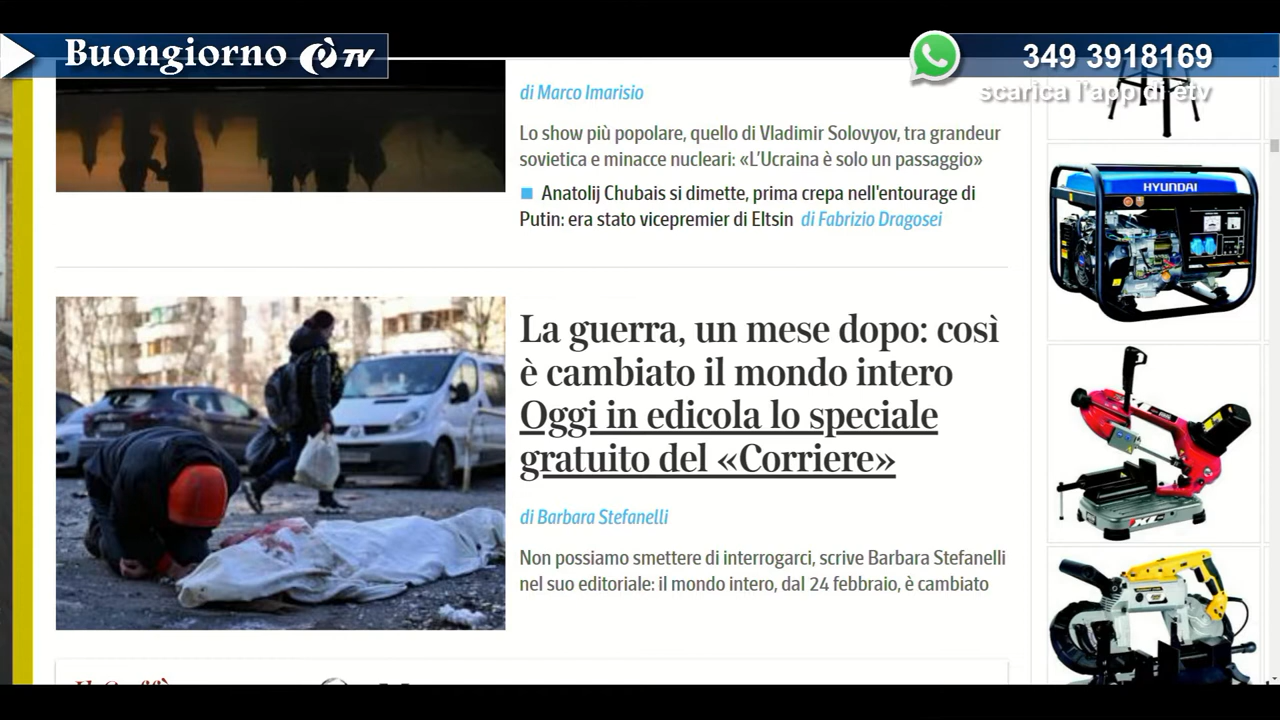 Buongiorno è TV
349 3918169
scarica l'app di etv
di Marco Imarisio
Lo show più popolare, quello di Vladimir Solovyov, tra grandeur
sovietica e minacce nucleari: «L'Ucraina è solo un passaggio»
Anatolij Chubais si dimette, prima crepa nell'entourage di
Putin: era stato vicepremier di Eltsin di Fabrizio Dragosei
La guerra, un mese dopo: così
è cambiato il mondo intero
Oggi in edicola lo speciale
gratuito del «Corriere»
di Barbara Stefanelli
Non possiamo smettere di interrogarci, scrive Barbara Stefanelli
nel suo editoriale: il mondo intero, dal 24 febbraio, è cambiato
HYUNDAI